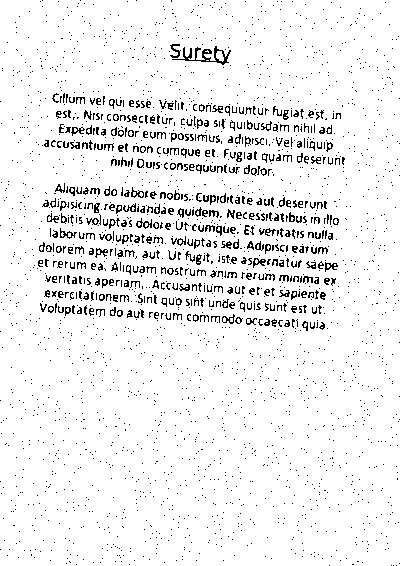 Surety
Cillum vel qui esse. Velit, consequuntur fugiat est, in
est,. Nisi consectetur, culpa sit quibusdam nihil ad.
Expedita dolor eum possimus, adipisci. Vel aliquip
accusantium et non cumque et. Fugiat quam deserunt
nihil Duis consequuntur dolor.
Aliquam do labore nobis. Cupiditate aut deserunt
adipisicing repudiandae quidem. Necessitatibus in illo
debitis voluptas dolore Ut cumque. Et veritatis nulla
laborum voluptatem. voluptas sed. Adipisci earum
dolorem aperiam, aut. Ut fugit, iste aspernatur saepe
et rerum ea. Aliquam nostrum anim rerum minima ex
veritatis aperiam,. Accusantium aut et et sapiente
exercitationem. Sint quo sint unde quis sunt est ut
Voluptatem do aut rerum commodo occaecati quia